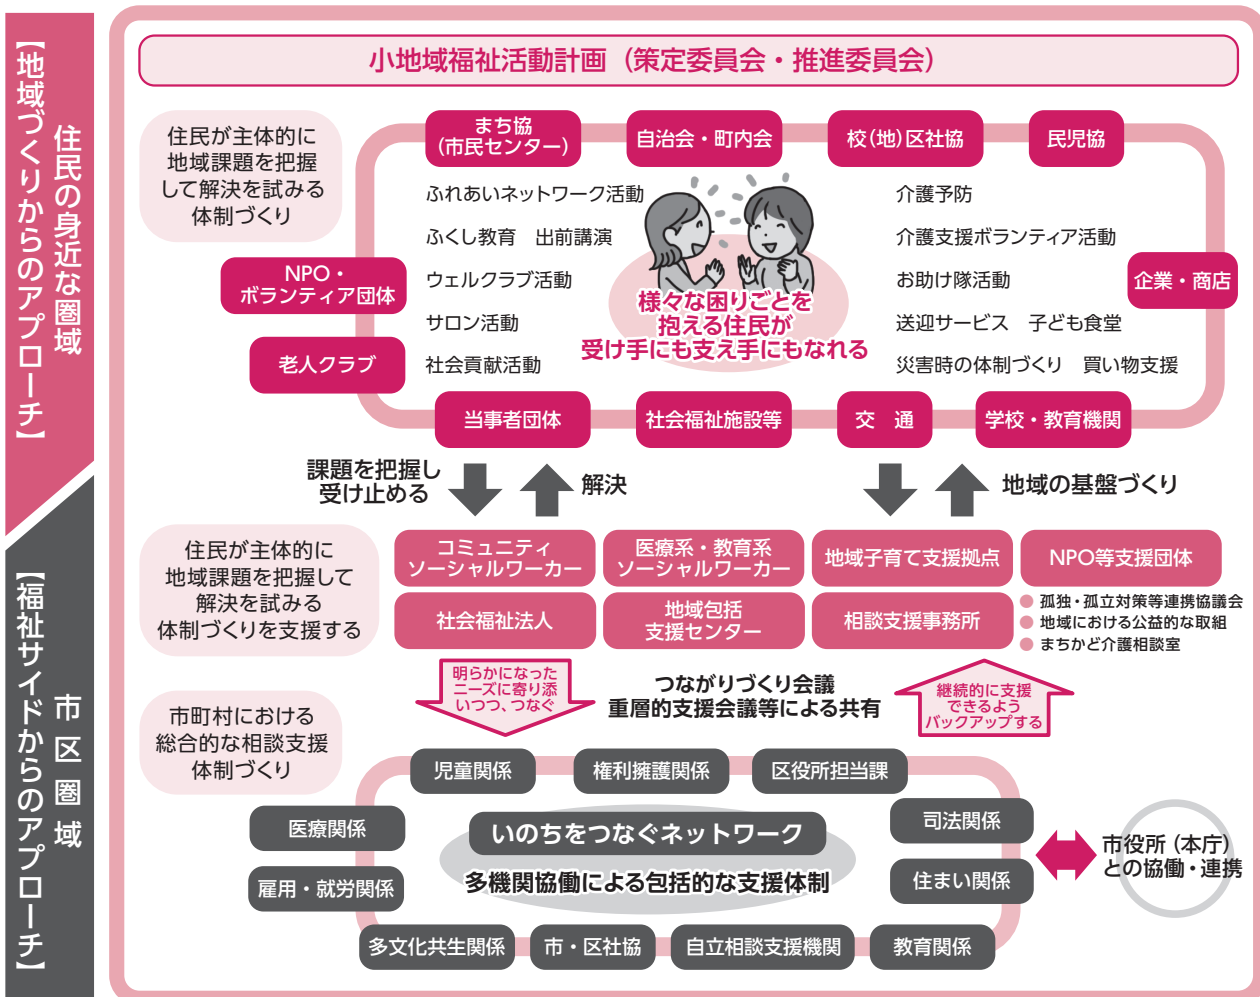 小地域福祉活動計画（策定委員会・推進委員会）
【地域づくりからのアプローチ】
住民の身近な圏域
住民が主体的に
地域課題を把握
して解決を試みる
体制づくり
まち協
(市民センター)
自治会・町内会
校(地)区社協
民児協
NPO・
ボランティア団体
老人クラブ
企業・商店
ふれあいネットワーク活動
ふくし教育　出前講演
ウェルクラブ活動
サロン活動
社会貢献活動
様々な困りごとを
抱える住民が
受け手にも支え手にもなれる
介護予防
介護支援ボランティア活動
お助け隊活動
送迎サービス　子ども食堂
災害時の体制づくり　買い物支援
当事者団体
社会福祉施設等
交　通
学校・教育機関
課題を把握し
受け止める
解決
地域の基盤づくり
【福祉サイドからのアプローチ】
市区圏域
住民が主体的に
地域課題を把握して
解決を試みる
体制づくりを支援する
コミュニティ
ソーシャルワーカー
医療系・教育系
ソーシャルワーカー
地域子育て支援拠点
NPO等支援団体
社会福祉法人
地域包括
支援センター
相談支援事務所
● 孤独・孤立対策等連携協議会
● 地域における公益的な取組
● まちかど介護相談室
明らかになった
ニーズに寄り添
いつつ、つなぐ
つながりづくり会議
重層的支援会議等による共有
継続的に支援
できるよう
バックアップする
市町村における
総合的な相談支援
体制づくり
児童関係
権利擁護関係
区役所担当課
医療関係
雇用・就労関係
いのちをつなぐネットワーク
多機関協働による包括的な支援体制
司法関係
住まい関係
市役所（本庁）
との協働・連携
多文化共生関係
市・区社協
自立相談支援機関
教育関係